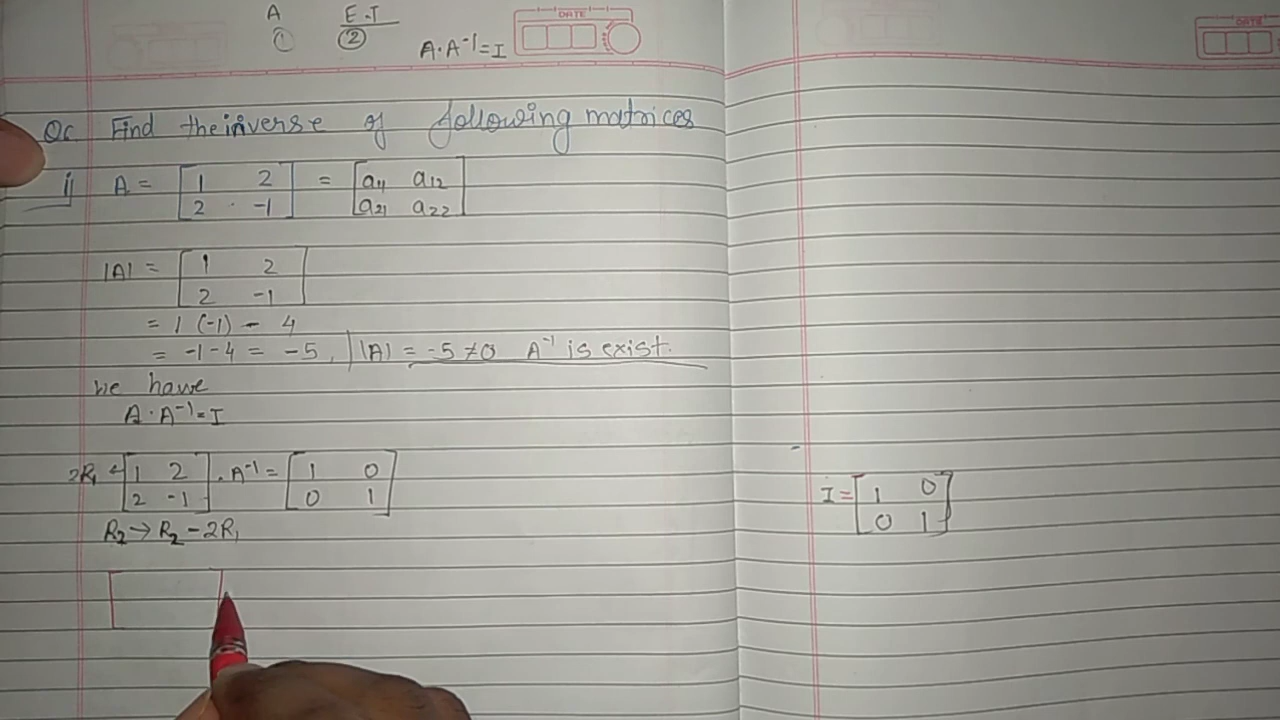 A E.I
① ②
A·A⁻¹=I
DATE
DATE
Qc Find the inverse of following matrices
i) A = [1 2 = [a₁₁ a₁₂
2 -1] a₂₁ a₂₂]
|A| = [1 2
2 -1]
= 1 (-1) - 4
= -1-4 = -5, |A| = -5 ≠ 0 A⁻¹ is exist.
we have
A·A⁻¹=I
2R₁ [1 2 · A⁻¹ = [1 0
2 -1] 0 1]
R₂→R₂-2R₁
I = [1 0
0 1]